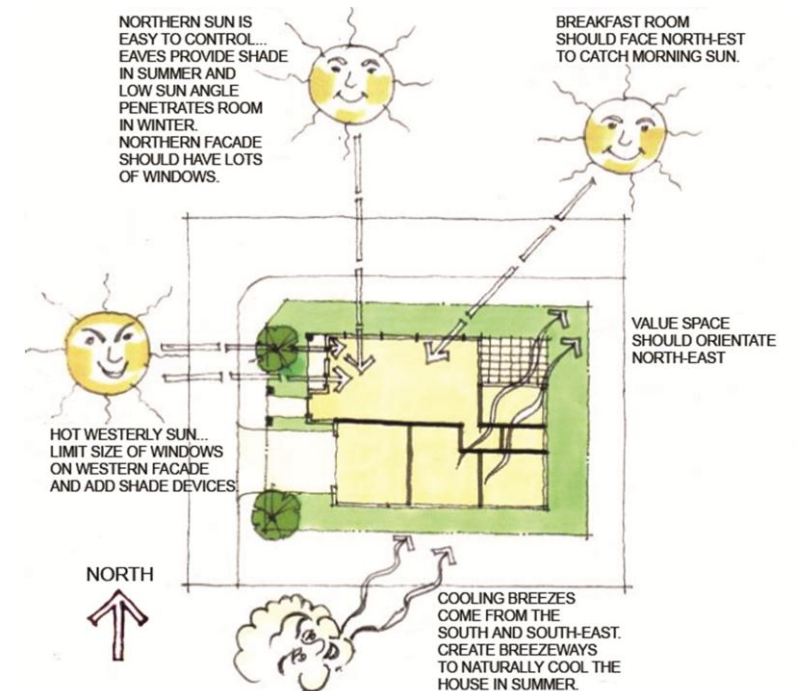 NORTHERN SUN IS
EASY TO CONTROL...
EAVES PROVIDE SHADE
IN SUMMER AND
LOW SUN ANGLE
PENETRATES ROOM
IN WINTER.
NORTHERN FACADE
SHOULD HAVE LOTS
OF WINDOWS.
BREAKFAST ROOM
SHOULD FACE NORTH-EST
TO CATCH MORNING SUN.
VALUE SPACE
SHOULD ORIENTATE
NORTH-EAST
HOT WESTERLY SUN...
LIMIT SIZE OF WINDOWS
ON WESTERN FACADE
AND ADD SHADE DEVICES
NORTH
COOLING BREEZES
COME FROM THE
SOUTH AND SOUTH-EAST.
CREATE BREEZEWAYS
TO NATURALLY COOL THE
HOUSE IN SUMMER.